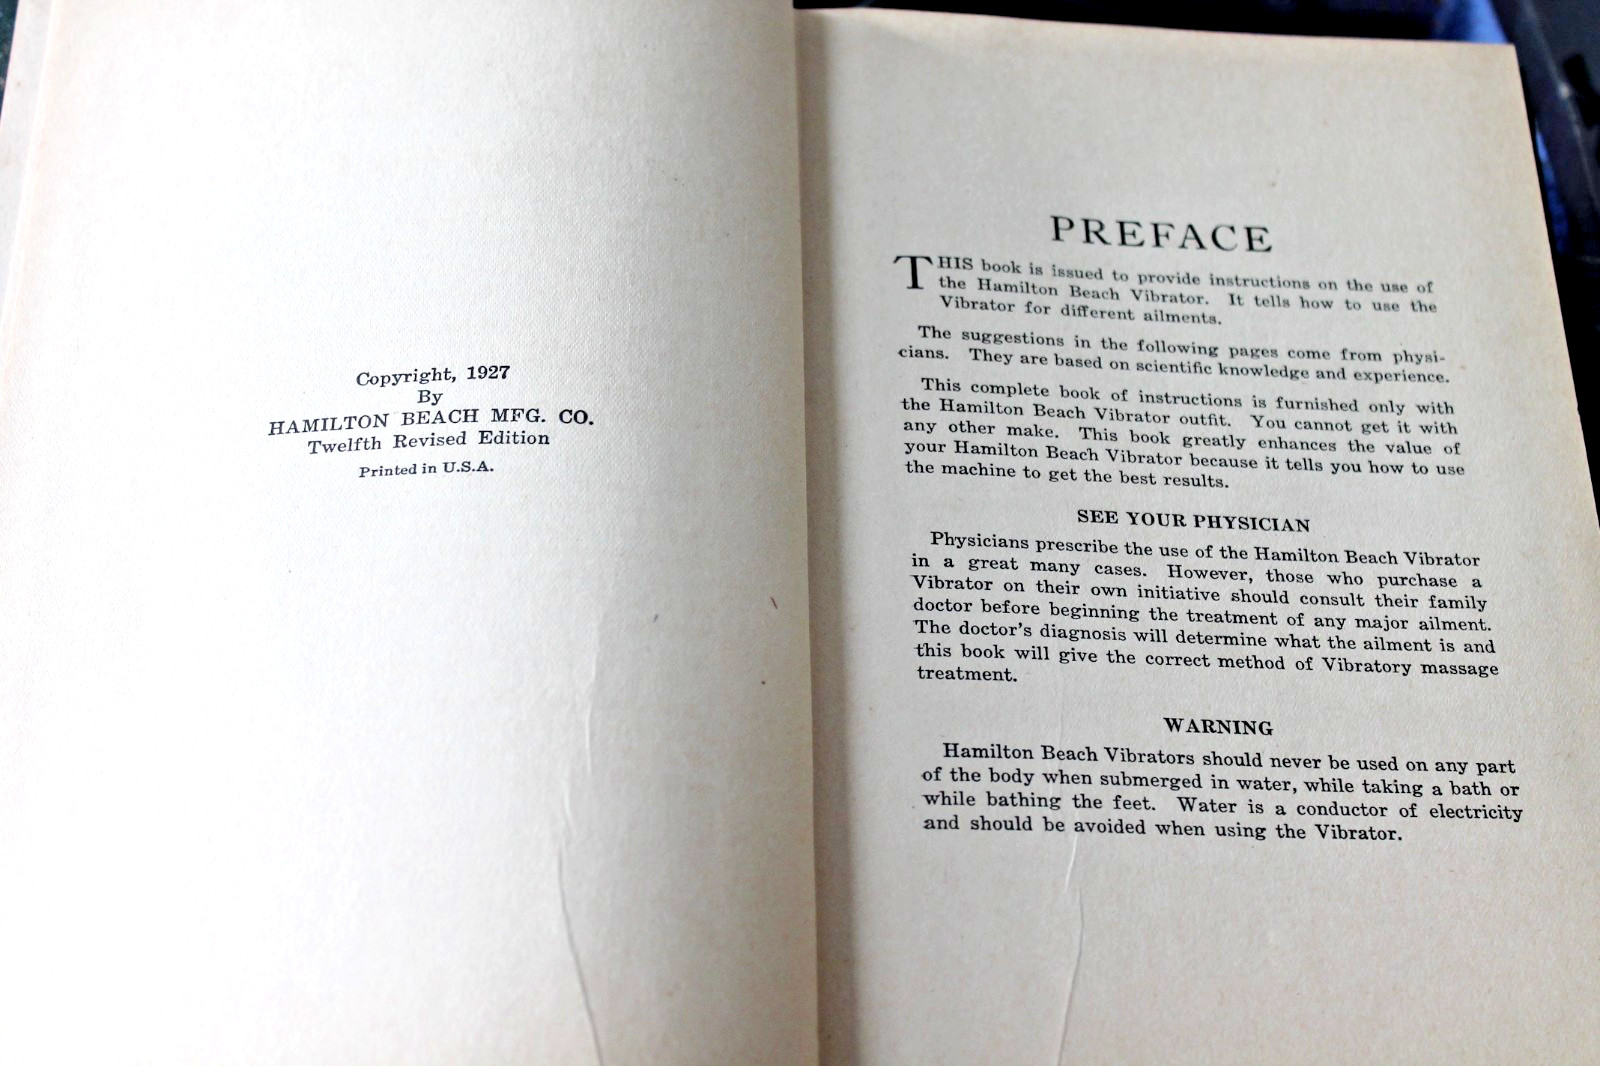 Copyright, 1927
By
HAMILTON BEACH MFG. CO.
Twelfth Revised Edition
Printed in U.S.A.
PREFACE
THIS book is issued to provide instructions on the use of
the Hamilton Beach Vibrator. It tells how to use the
Vibrator for different ailments.
The suggestions in the following pages come from physi-
cians. They are based on scientific knowledge and experience.
This complete book of instructions is furnished only with
the Hamilton Beach Vibrator outfit. You cannot get it with
any other make. This book greatly enhances the value of
your Hamilton Beach Vibrator because it tells you how to use
the machine to get the best results.
SEE YOUR PHYSICIAN
Physicians prescribe the use of the Hamilton Beach Vibrator
in a great many cases. However, those who purchase a
Vibrator on their own initiative should consult their family
doctor before beginning the treatment of any major ailment.
The doctor's diagnosis will determine what the ailment is and
this book will give the correct method of Vibratory massage
treatment.
WARNING
Hamilton Beach Vibrators should never be used on any part
of the body when submerged in water, while taking a bath or
while bathing the feet. Water is a conductor of electricity
and should be avoided when using the Vibrator.